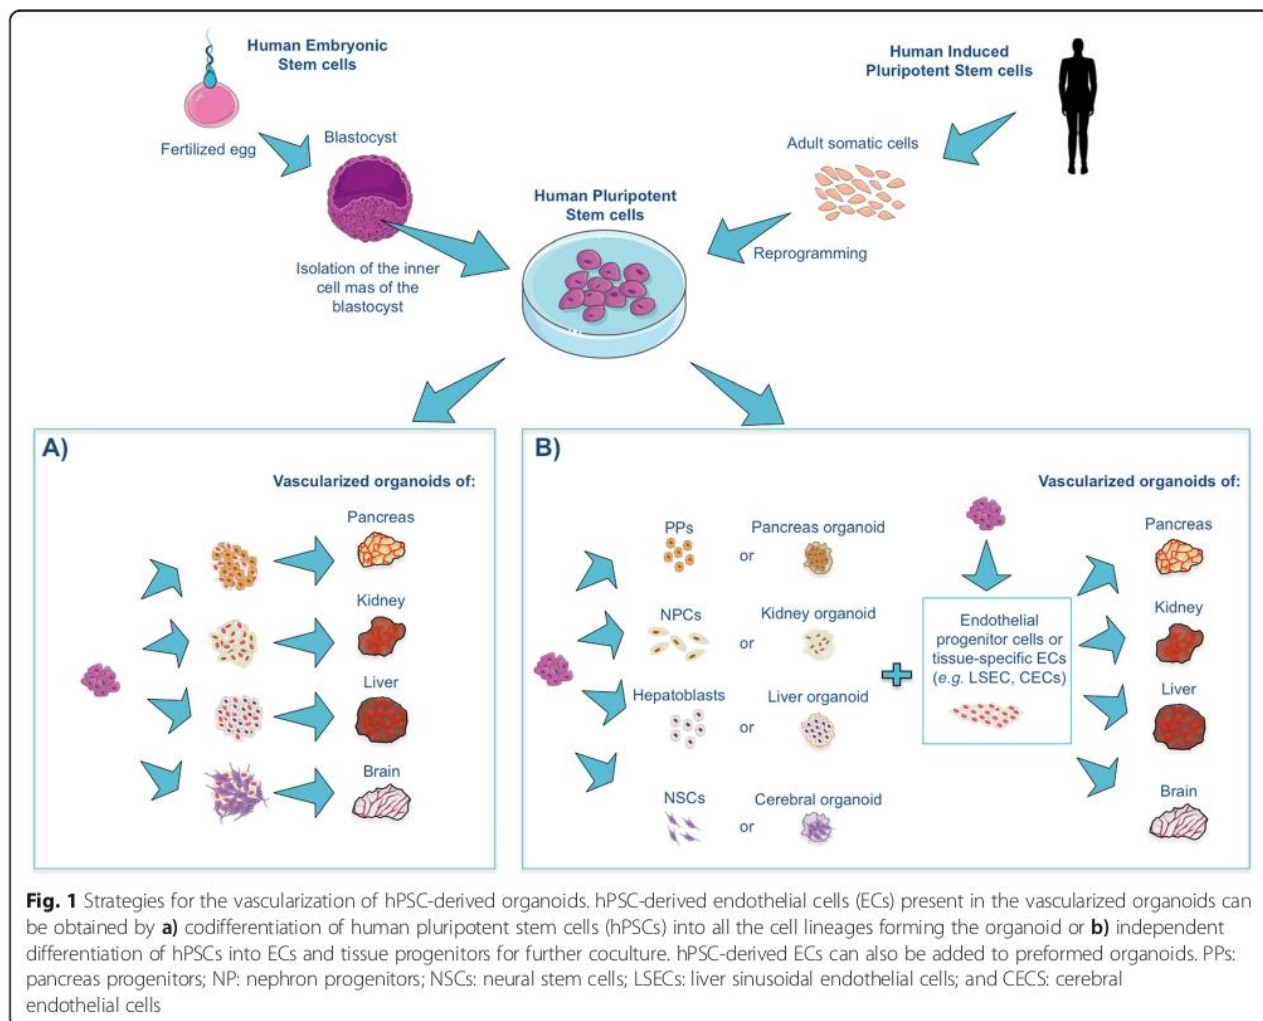 Human Embryonic
Stem cells
Fertilized egg
Blastocyst
Isolation of the inner
cell mas of the
blastocyst
Human Pluripotent
Stem cells
Human Induced
Pluripotent Stem cells
Adult somatic cells
Reprogramming
A)
Vascularized organoids of:
Pancreas
Kidney
Liver
Brain
B)
PPs
or
Pancreas organoid
NPCs
or
Kidney organoid
Hepatoblasts
or
Liver organoid
NSCs
or
Cerebral organoid
Endothelial
progenitor cells or
tissue-specific ECs
(e.g. LSEC, CECs)
Vascularized organoids of:
Pancreas
Kidney
Liver
Brain
Fig. 1 Strategies for the vascularization of hPSC-derived organoids. hPSC-derived endothelial cells (ECs) present in the vascularized organoids can
be obtained by a) codifferentiation of human pluripotent stem cells (hPSCs) into all the cell lineages forming the organoid or b) independent
differentiation of hPSCs into ECs and tissue progenitors for further coculture. hPSC-derived ECs can also be added to preformed organoids. PPs:
pancreas progenitors; NP: nephron progenitors; NSCs: neural stem cells; LSECs: liver sinusoidal endothelial cells; and CECS: cerebral
endothelial cells